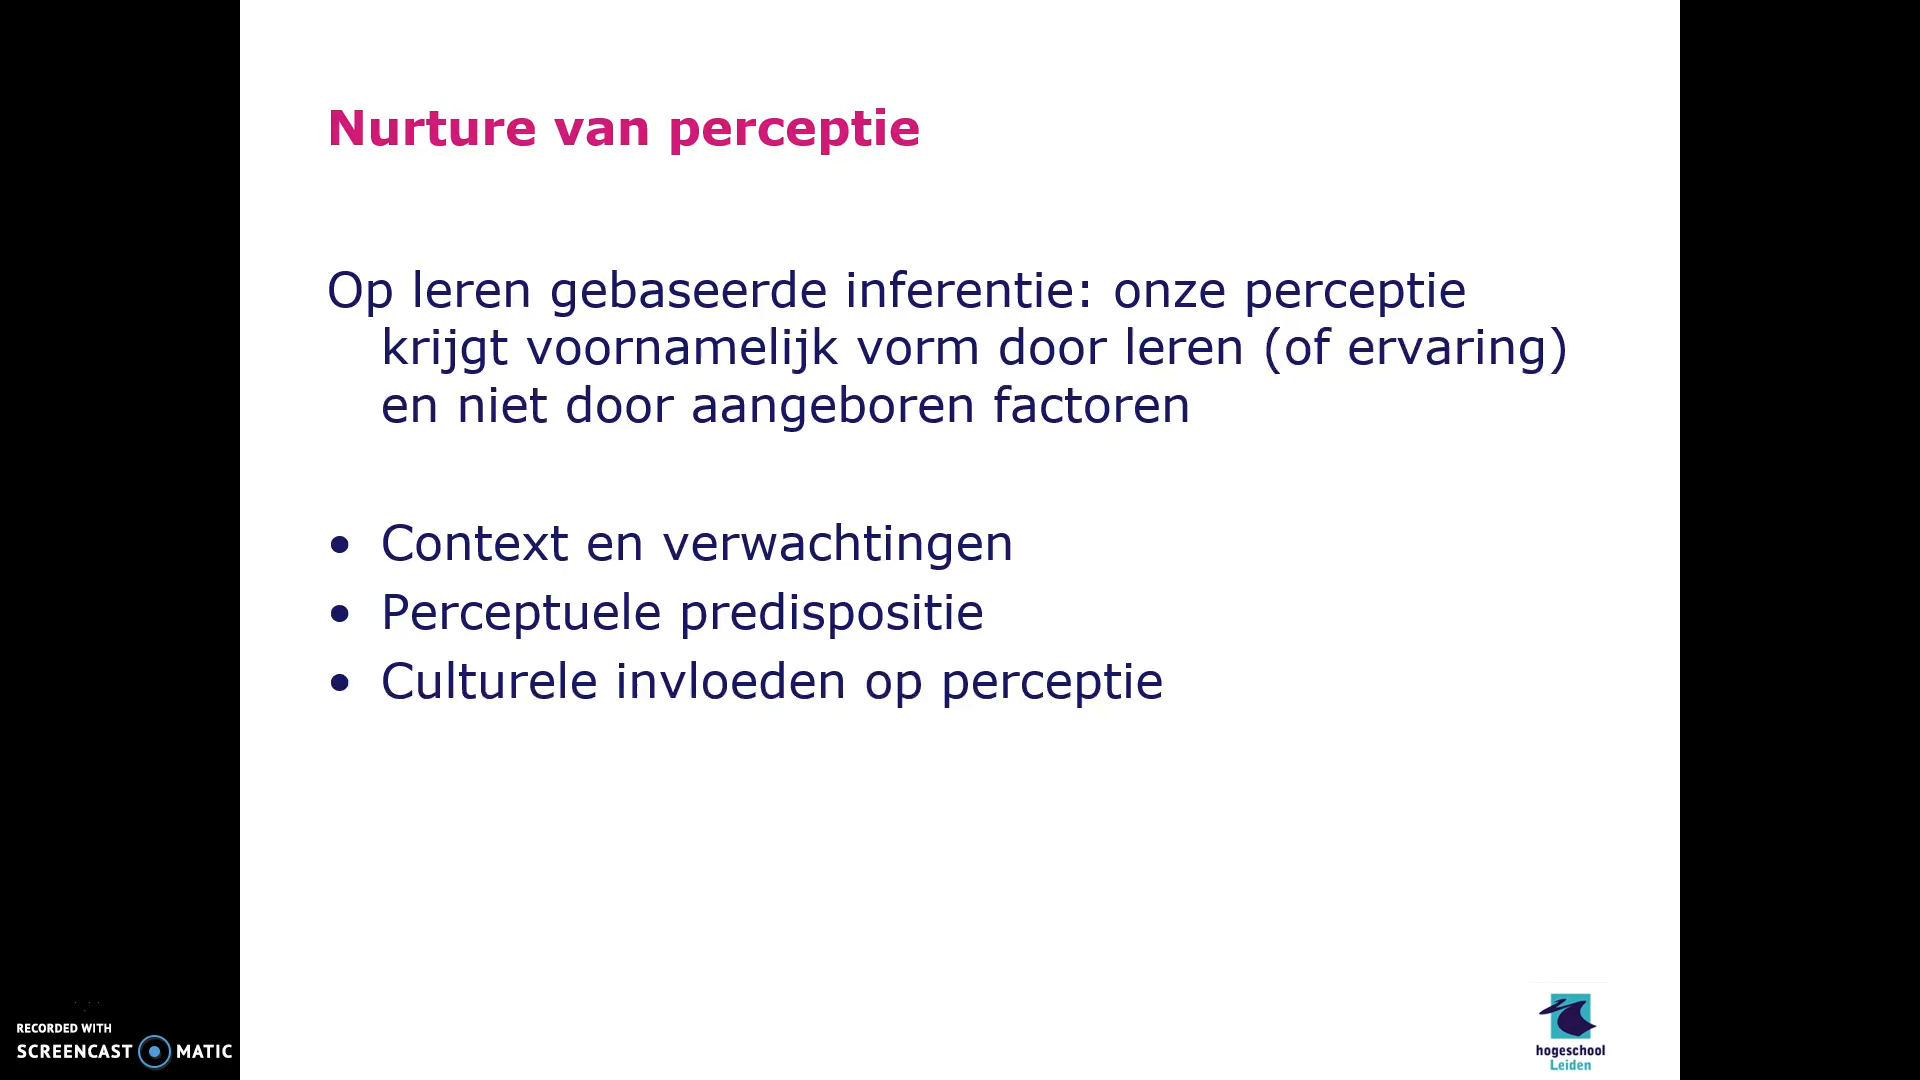 Nurture van perceptie
Op leren gebaseerde inferentie: onze perceptie
krijgt voornamelijk vorm door leren (of ervaring)
en niet door aangeboren factoren
• Context en verwachtingen
• Perceptuele predispositie
• Culturele invloeden op perceptie
RECORDED WITH
SCREENCAST MATIC
hogeschool
Leiden